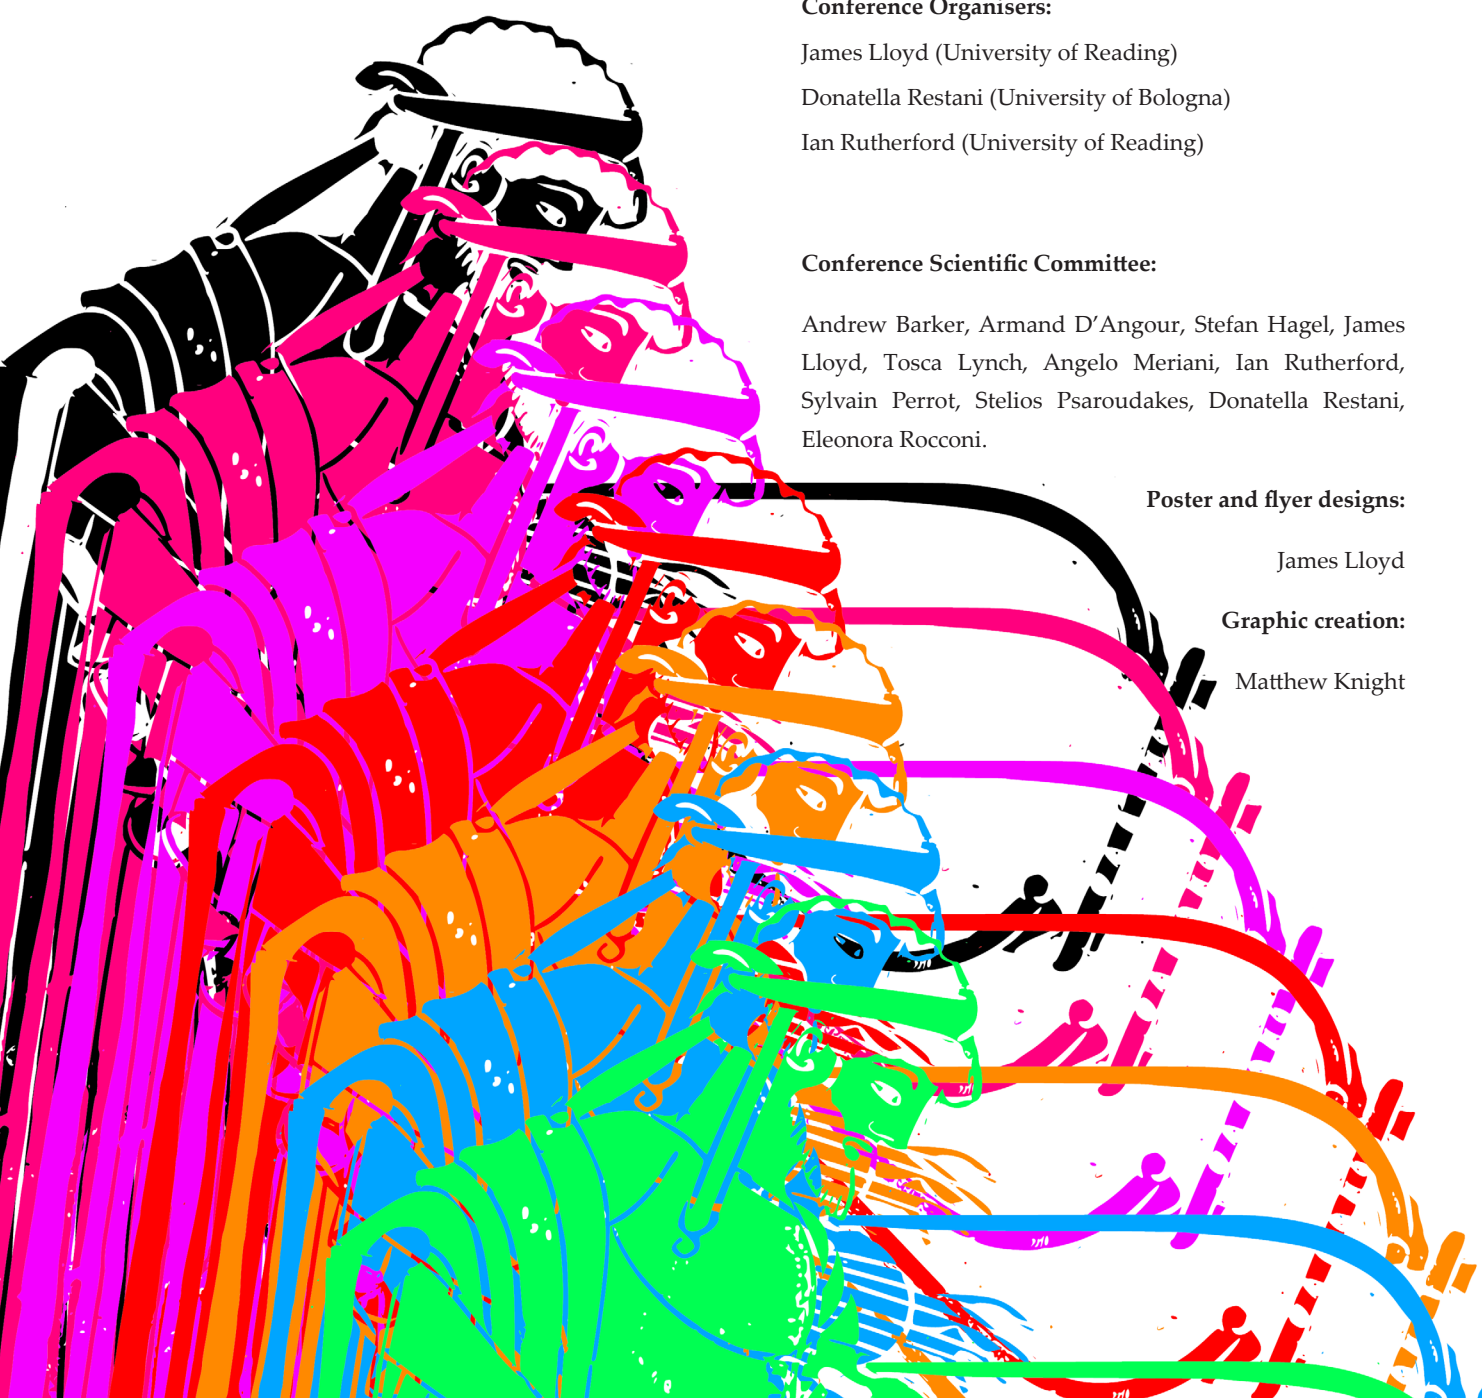 Conference Organisers:
James Lloyd (University of Reading)
Donatella Restani (University of Bologna)
Ian Rutherford (University of Reading)
Conference Scientific Committee:
Andrew Barker, Armand D’Angour, Stefan Hagel, James
Lloyd, Tosca Lynch, Angelo Meriani, Ian Rutherford,
Sylvain Perrot, Stelios Psaroudakes, Donatella Restani,
Eleonora Rocconi.
Poster and flyer designs:
James Lloyd
Graphic creation:
Matthew Knight